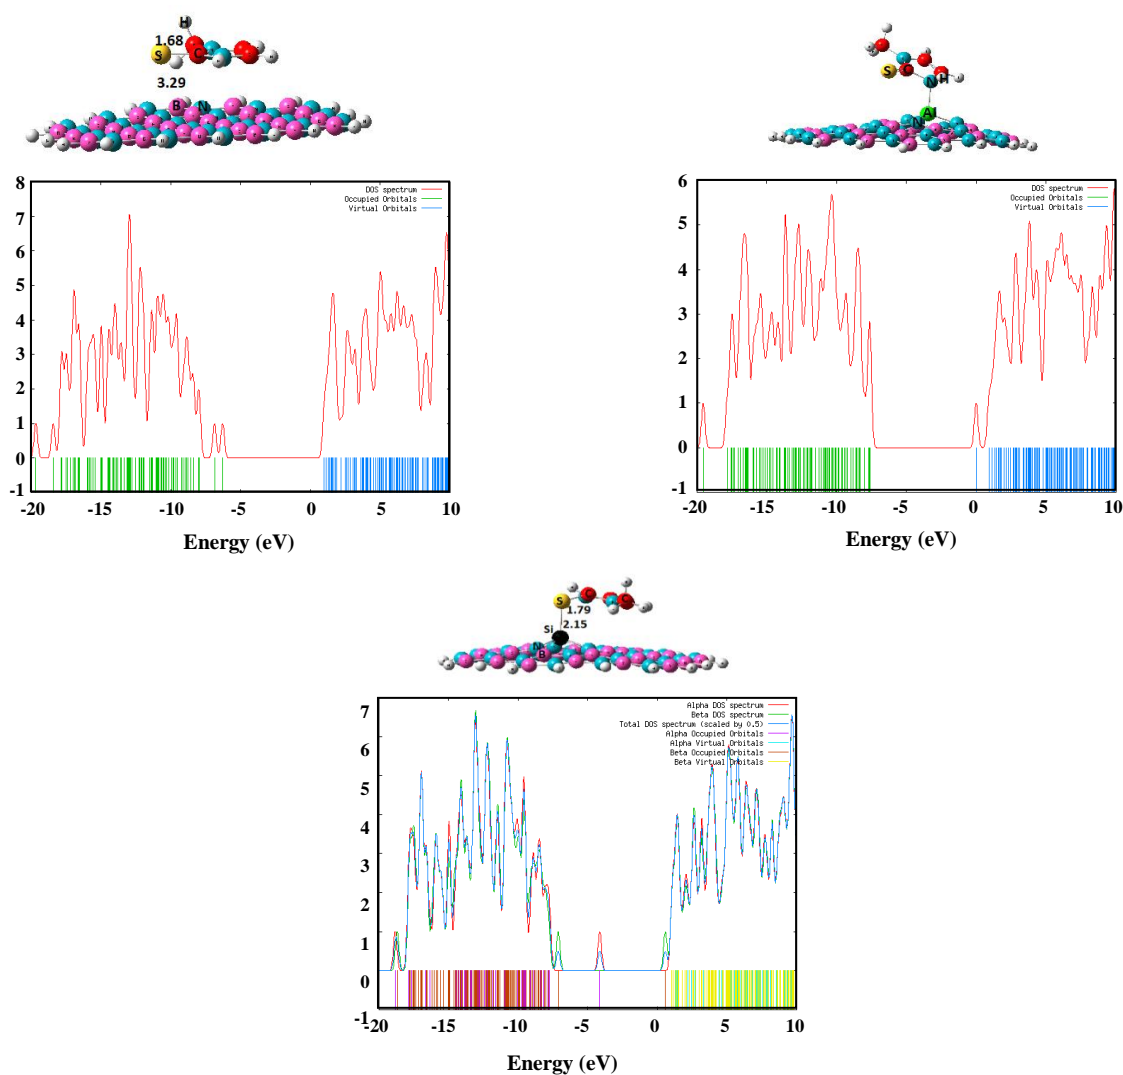 H
1.68
S
C
3.29
B
N
8
7
6
5
4
3
2
1
0
-1
DOS spectrum
Occupied Orbitals
Virtual Orbitals
-20
-15
-10
-5
0
5
10
Energy (eV)
S
C
N
H
Al
N
6
5
4
3
2
1
0
-1
DOS spectrum
Occupied Orbitals
Virtual Orbitals
-20
-15
-10
-5
0
5
10
Energy (eV)
S
C
C
1.79
2.15
Si
N
B
7
6
5
4
3
2
1
0
-1
Alpha DOS spectrum
Beta DOS spectrum
Total DOS spectrum (scaled by 0.5)
Alpha Occupied Orbitals
Alpha Virtual Orbitals
Beta Occupied Orbitals
Beta Virtual Orbitals
-20
-15
-10
-5
0
5
10
Energy (eV)